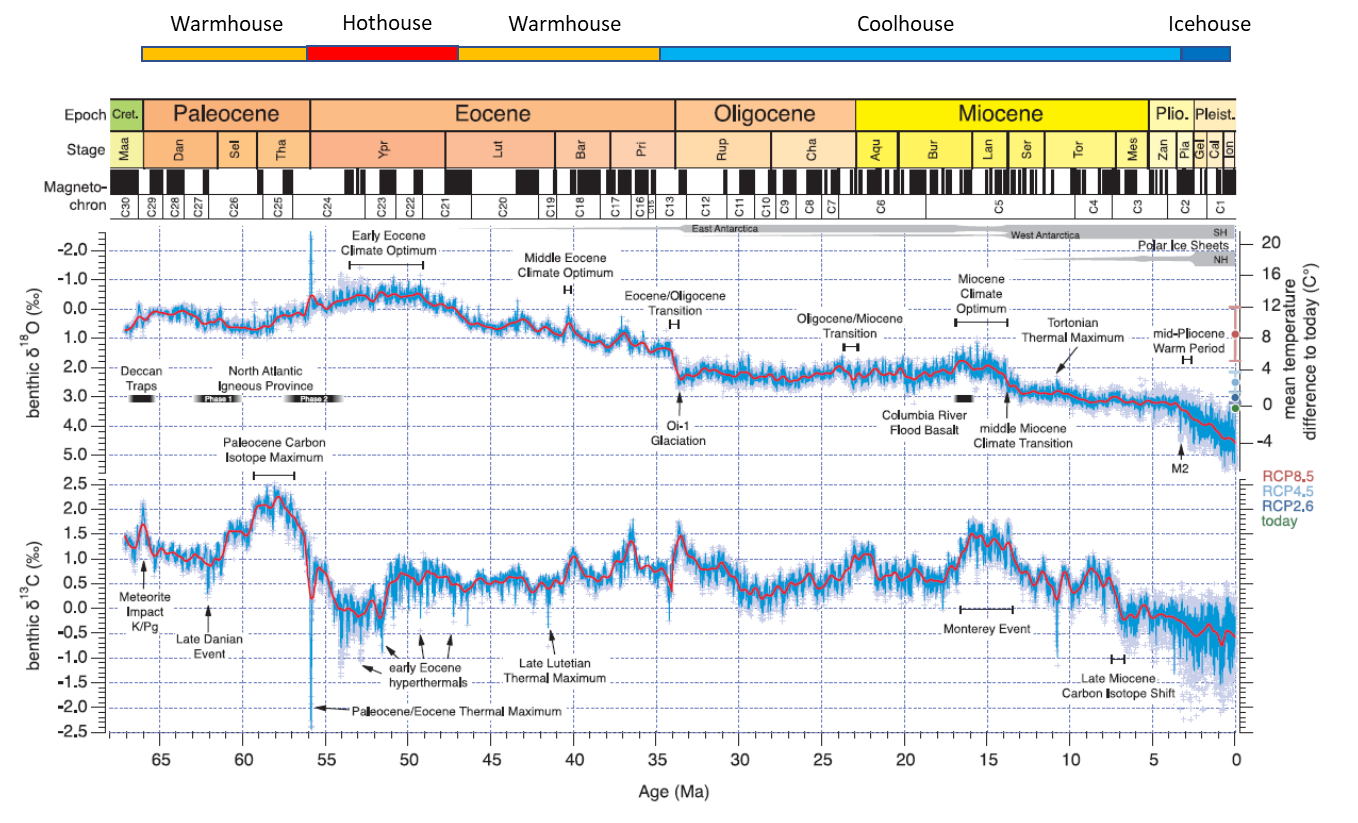 Warmhouse Hothouse Warmhouse Coolhouse Icehouse
Epoch Cret. Paleocene Eocene Oligocene Miocene Plio. Pleist.
Stage Maa Dan Sel Tha Ypr Lut Bar Pri Rup Cha Aqu Bur Lan Ser Tor Mes Zan Pia Gel Cal Ion
Magneto-
chron C30 C29 C28 C27 C26 C25 C24 C23 C22 C21 C20 C19 C18 C17 C16 C15 C13 C12 C11 C10 C9 C8 C7 C6 C5 C4 C3 C2 C1
East Antarctica
West Antarctica
SH
Polar Ice Sheets
NH
benthic δ18O (‰)
-2.0
-1.0
0.0
1.0
2.0
3.0
4.0
5.0
Early Eocene
Climate Optimum
Middle Eocene
Climate Optimum
Eocene/Oligocene
Transition
Oligocene/Miocene
Transition
Miocene
Climate
Optimum
Tortonian
Thermal Maximum
mid-Pliocene
Warm Period
Deccan
Traps
North Atlantic
Igneous Province
Phase 1
Phase 2
Oi-1
Glaciation
Columbia River
Flood Basalt
middle Miocene
Climate Transition
M2
20
16
12
8
4
0
-4
mean temperature
difference to today (C°)
RCP8.5
RCP4.5
RCP2.6
today
Paleocene Carbon
Isotope Maximum
benthic δ13C (‰)
2.5
2.0
1.5
1.0
0.5
0.0
-0.5
-1.0
-1.5
-2.0
-2.5
Meteorite
Impact
K/Pg
Late Danian
Event
early Eocene
hyperthermals
Paleocene/Eocene Thermal Maximum
Late Lutetian
Thermal Maximum
Monterey Event
Late Miocene
Carbon Isotope Shift
65 60 55 50 45 40 35 30 25 20 15 10 5 0
Age (Ma)